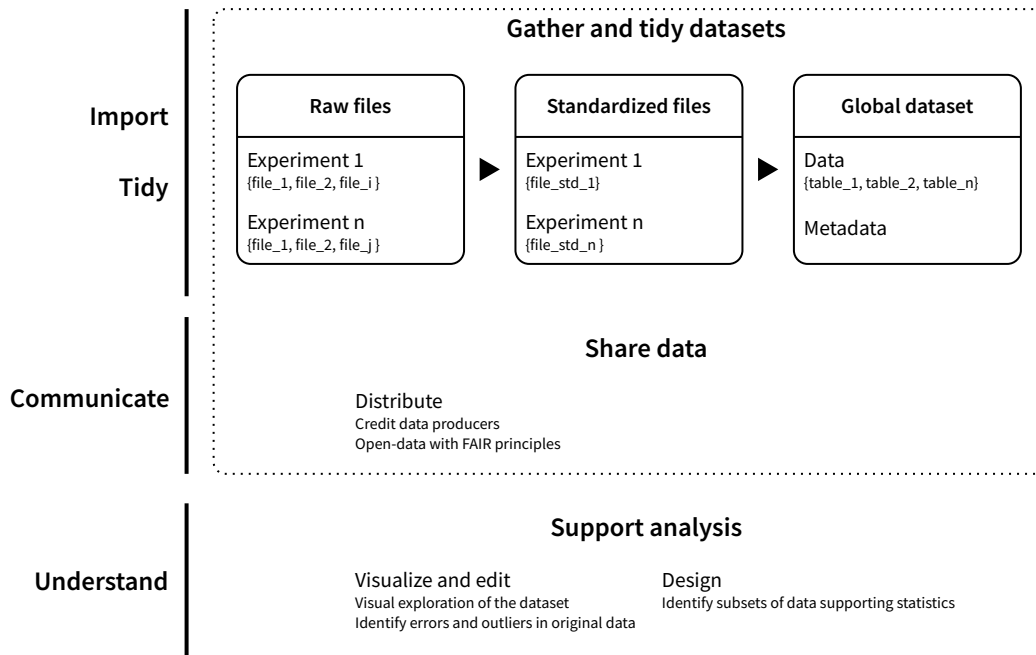 Gather and tidy datasets
Import
Tidy
Raw files
Experiment 1
{file_1, file_2, file_i }
Experiment n
{file_1, file_2, file_j }
Standardized files
Experiment 1
{file_std_1}
Experiment n
{file_std_n }
Global dataset
Data
{table_1, table_2, table_n}
Metadata
Communicate
Share data
Distribute
Credit data producers
Open-data with FAIR principles
Understand
Support analysis
Visualize and edit
Visual exploration of the dataset
Identify errors and outliers in original data
Design
Identify subsets of data supporting statistics